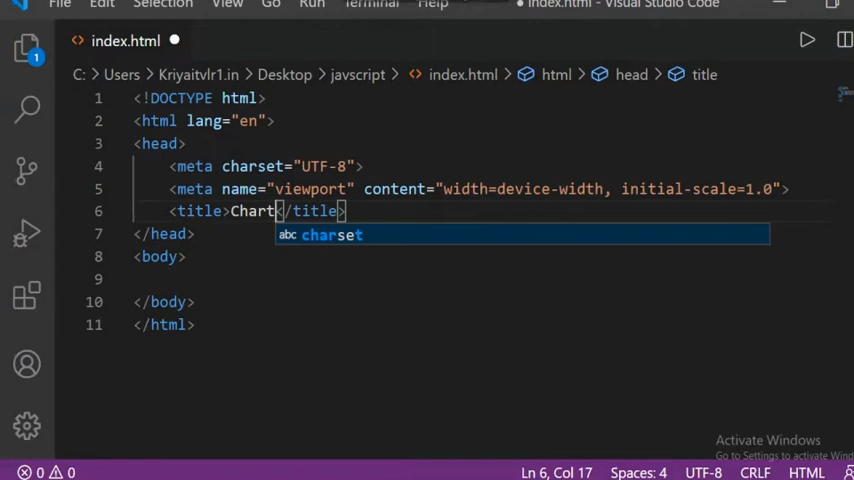 File Edit Selection View Go Run Terminal Help ● index.html - Visual Studio Code
<> index.html ●
1
C: > Users > Kriyaitvlr1.in > Desktop > javscript > <> index.html > html > head > title
1 <!DOCTYPE html>
2 <html lang="en">
3 <head>
4 <meta charset="UTF-8">
5 <meta name="viewport" content="width=device-width, initial-scale=1.0">
6 <title>Chart</title>
7 </head>
abc charset
8 <body>
9
10 </body>
11 </html>
Activate Windows
Go to Settings to activate Wind
0 0 Ln 6, Col 17 Spaces: 4 UTF-8 CRLF HTML